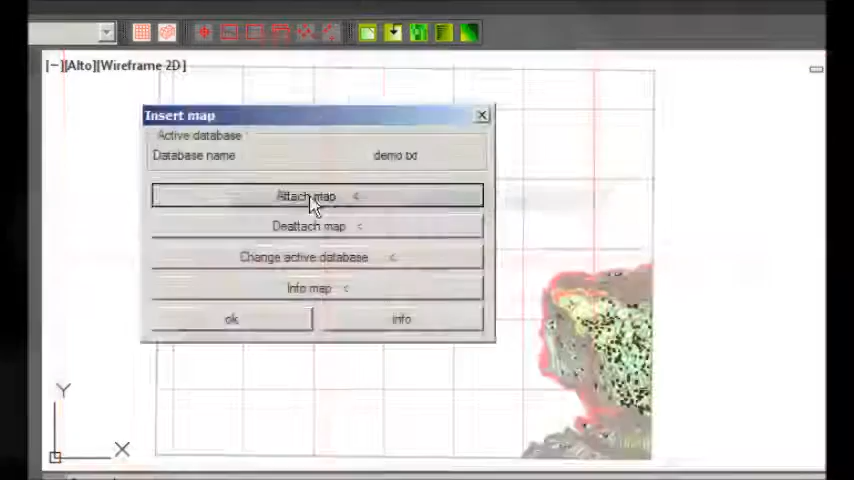 [−][Alto][Wireframe 2D]
Insert map
Active database
Database name demo txt
Attach map <
Deattach map <
Change active database <
Info map <
ok info
Y
X